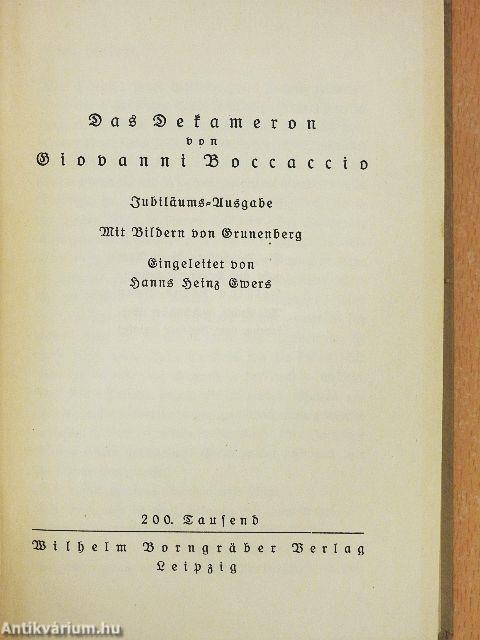 Das Dekameron
von
Giovanni Boccaccio
Jubiläums-Ausgabe
Mit Bildern von Grunenberg
Eingeleitet von
Hanns Heinz Ewers
200. Tausend
Wilhelm Borngräber Verlag
Leipzig
Antikvárium.hu